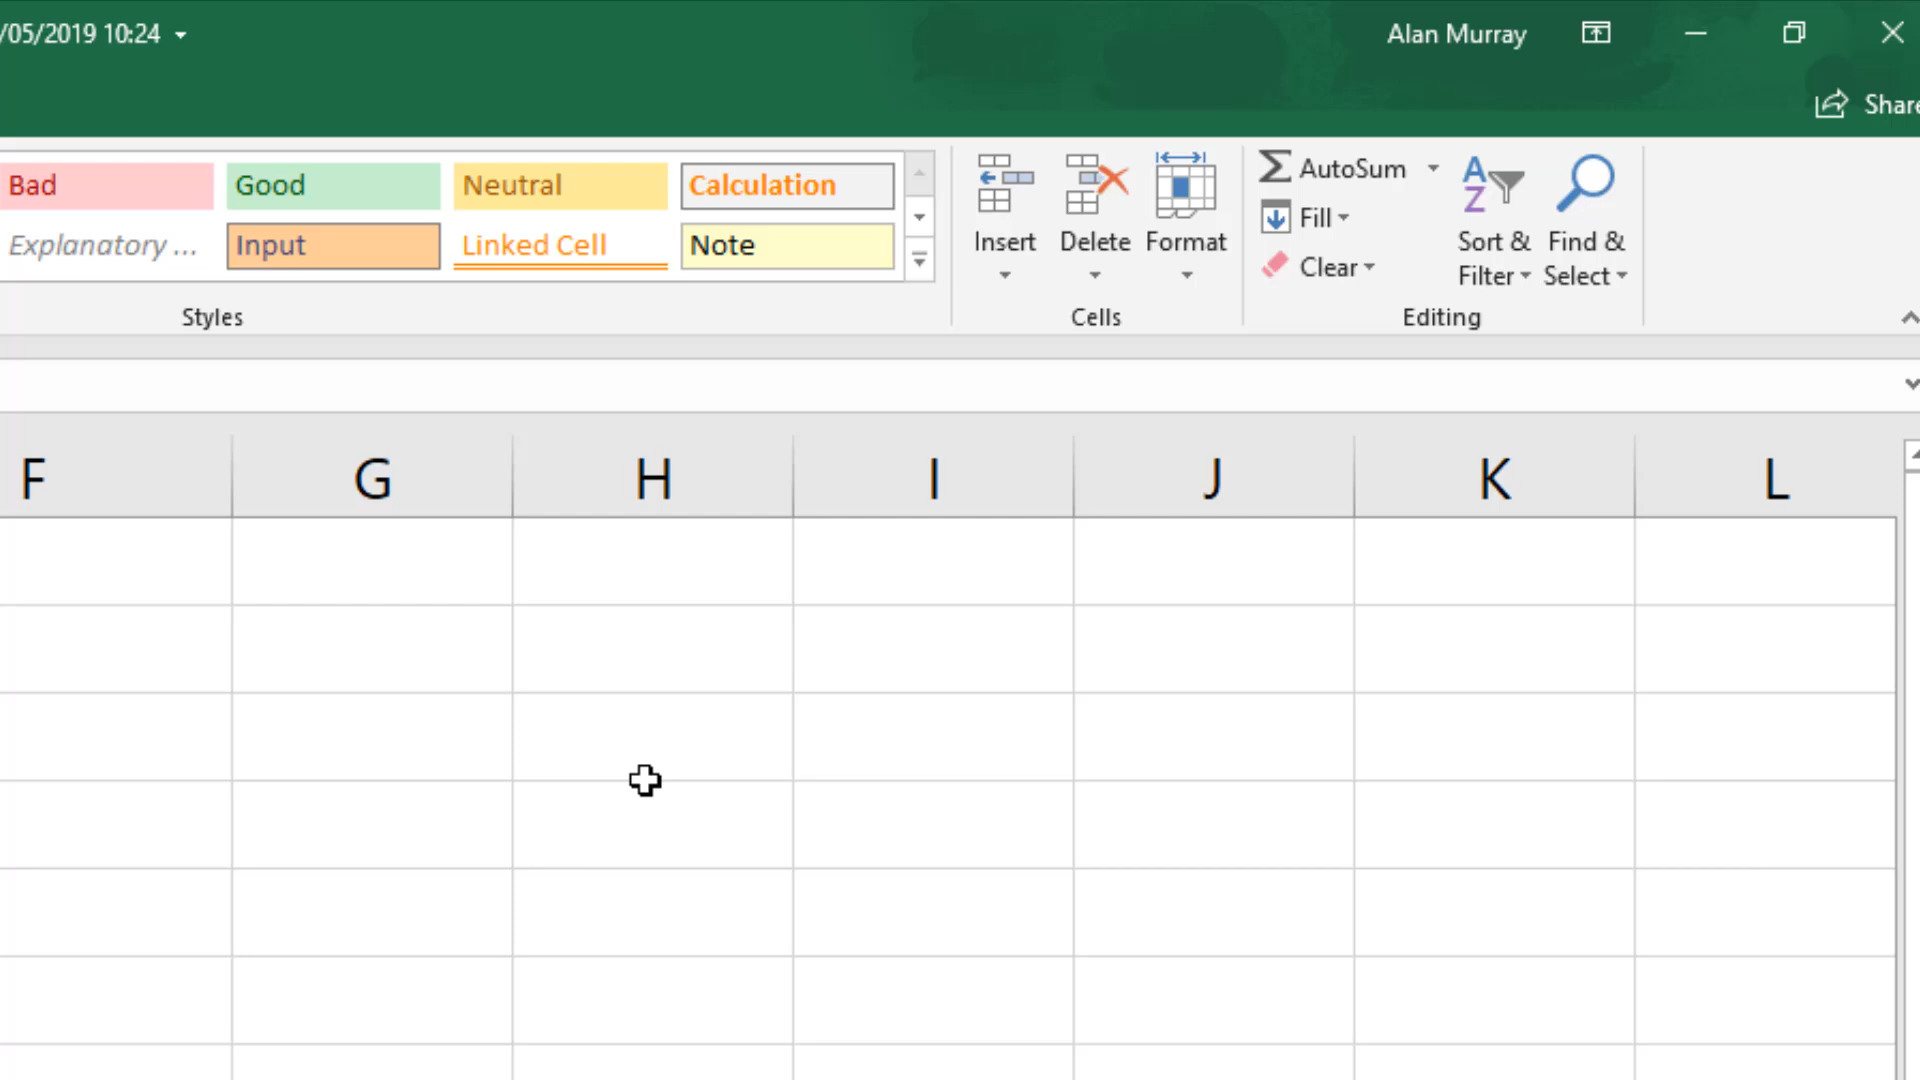 /05/2019 10:24
Alan Murray
Share
Bad
Good
Neutral
Calculation
Explanatory ...
Input
Linked Cell
Note
Styles
Insert
Delete
Format
Cells
AutoSum
Fill
Clear
Sort &
Filter
Find &
Select
Editing
F
G
H
I
J
K
L